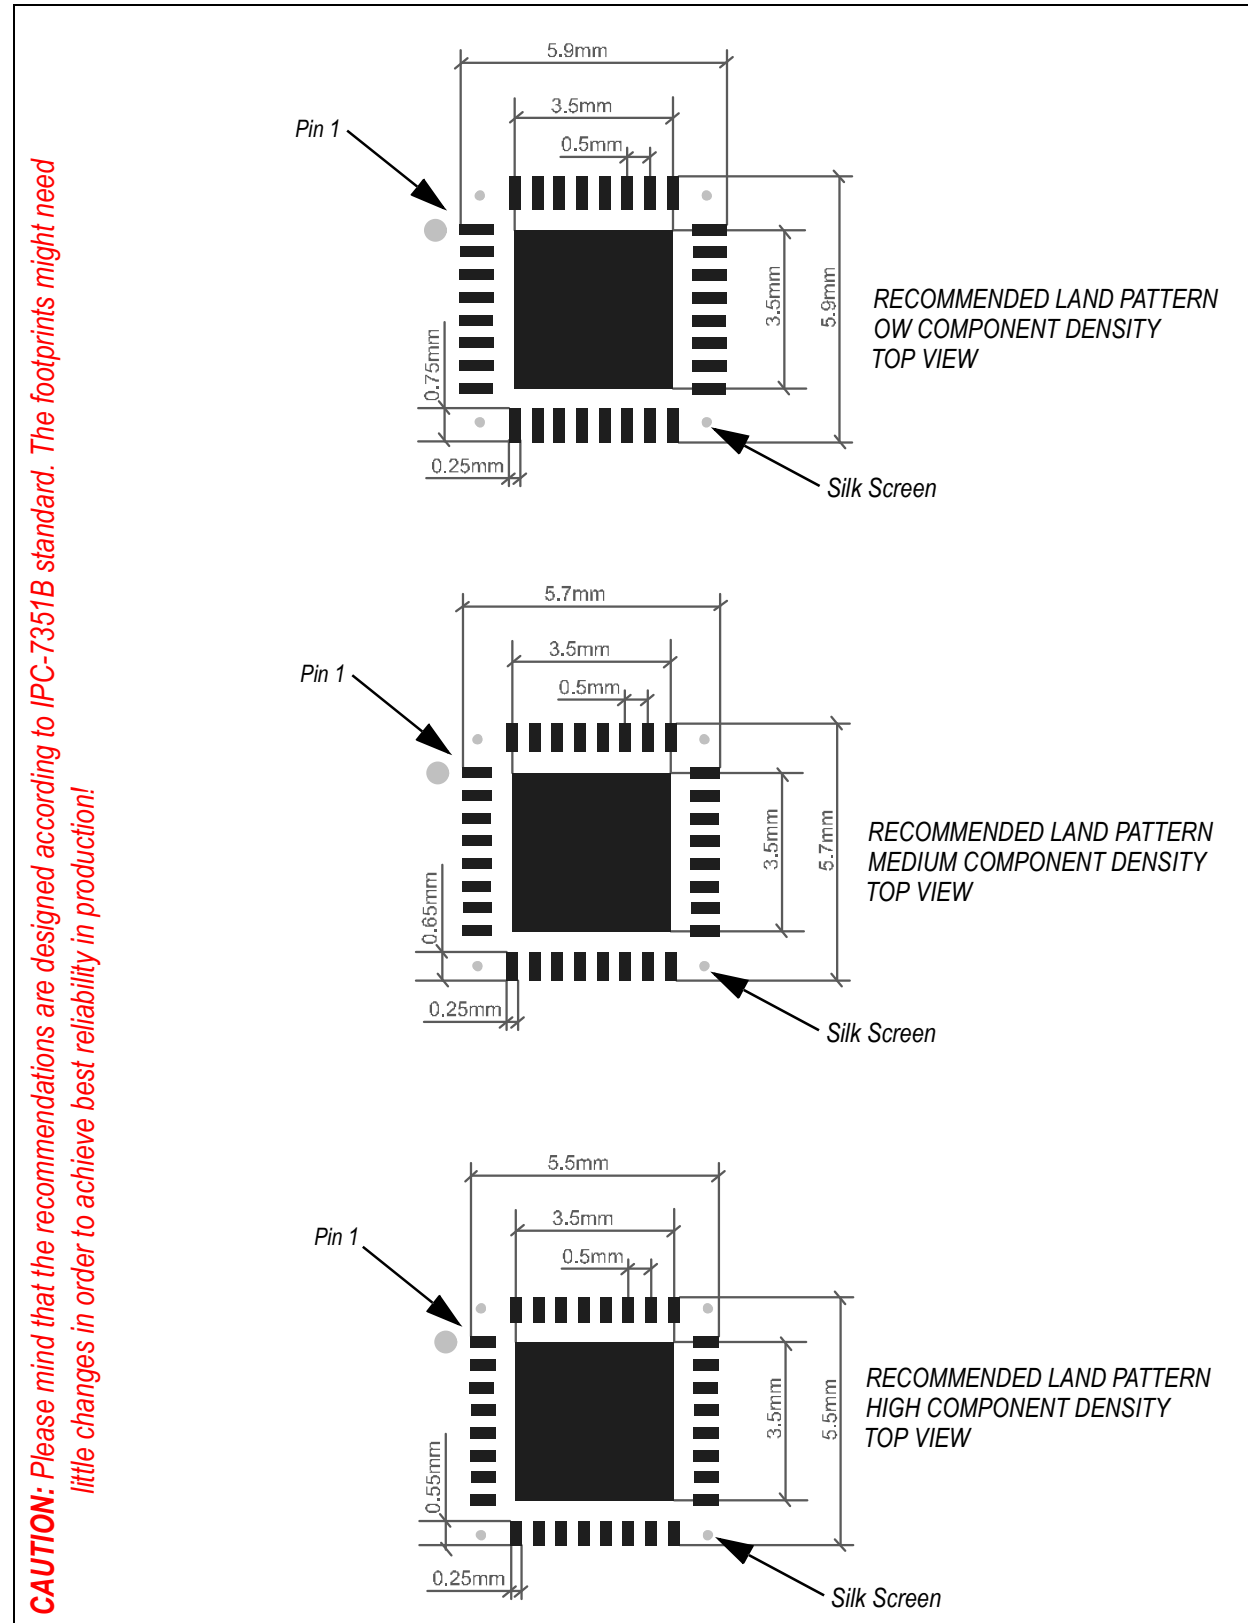 CAUTION: Please mind that the recommendations are designed according to IPC-7351B standard. The footprints might need
little changes in order to achieve best reliability in production!
5.9mm
3.5mm
0.5mm
Pin 1
3.5mm
5.9mm
0.75mm
0.25mm
RECOMMENDED LAND PATTERN
OW COMPONENT DENSITY
TOP VIEW
Silk Screen
5.7mm
3.5mm
0.5mm
Pin 1
3.5mm
5.7mm
0.65mm
0.25mm
RECOMMENDED LAND PATTERN
MEDIUM COMPONENT DENSITY
TOP VIEW
Silk Screen
5.5mm
3.5mm
0.5mm
Pin 1
3.5mm
5.5mm
0.55mm
0.25mm
RECOMMENDED LAND PATTERN
HIGH COMPONENT DENSITY
TOP VIEW
Silk Screen